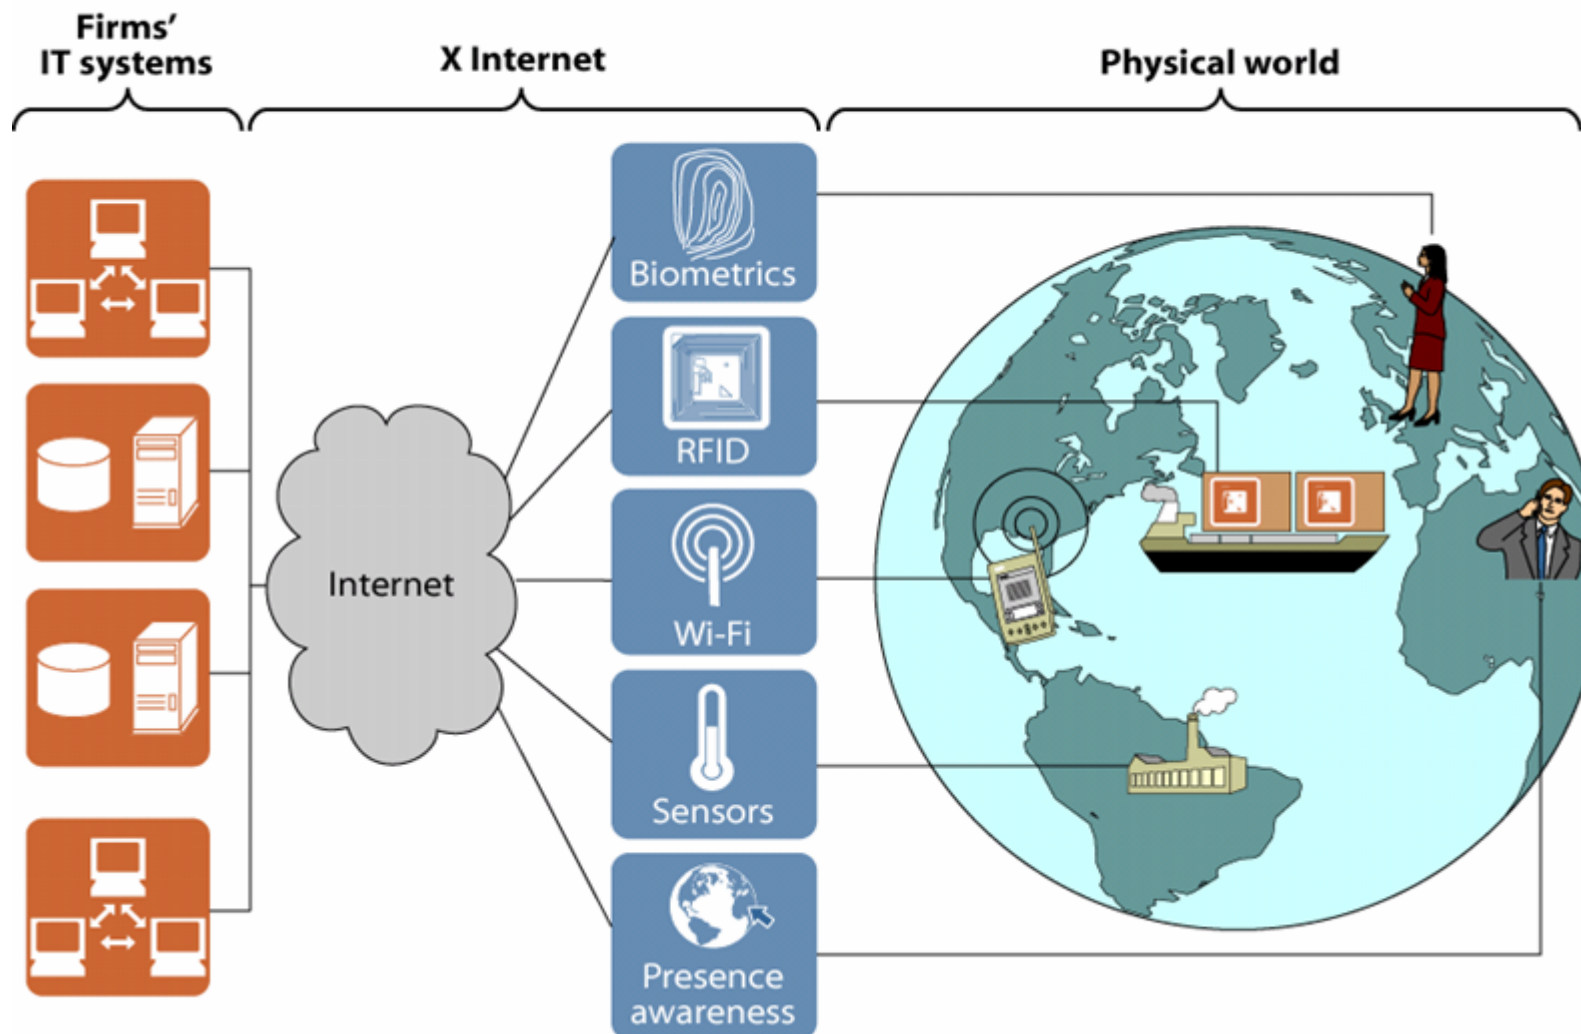 Firms’
IT systems
X Internet
Physical world
Biometrics
RFID
Internet
Wi-Fi
Sensors
Presence
awareness